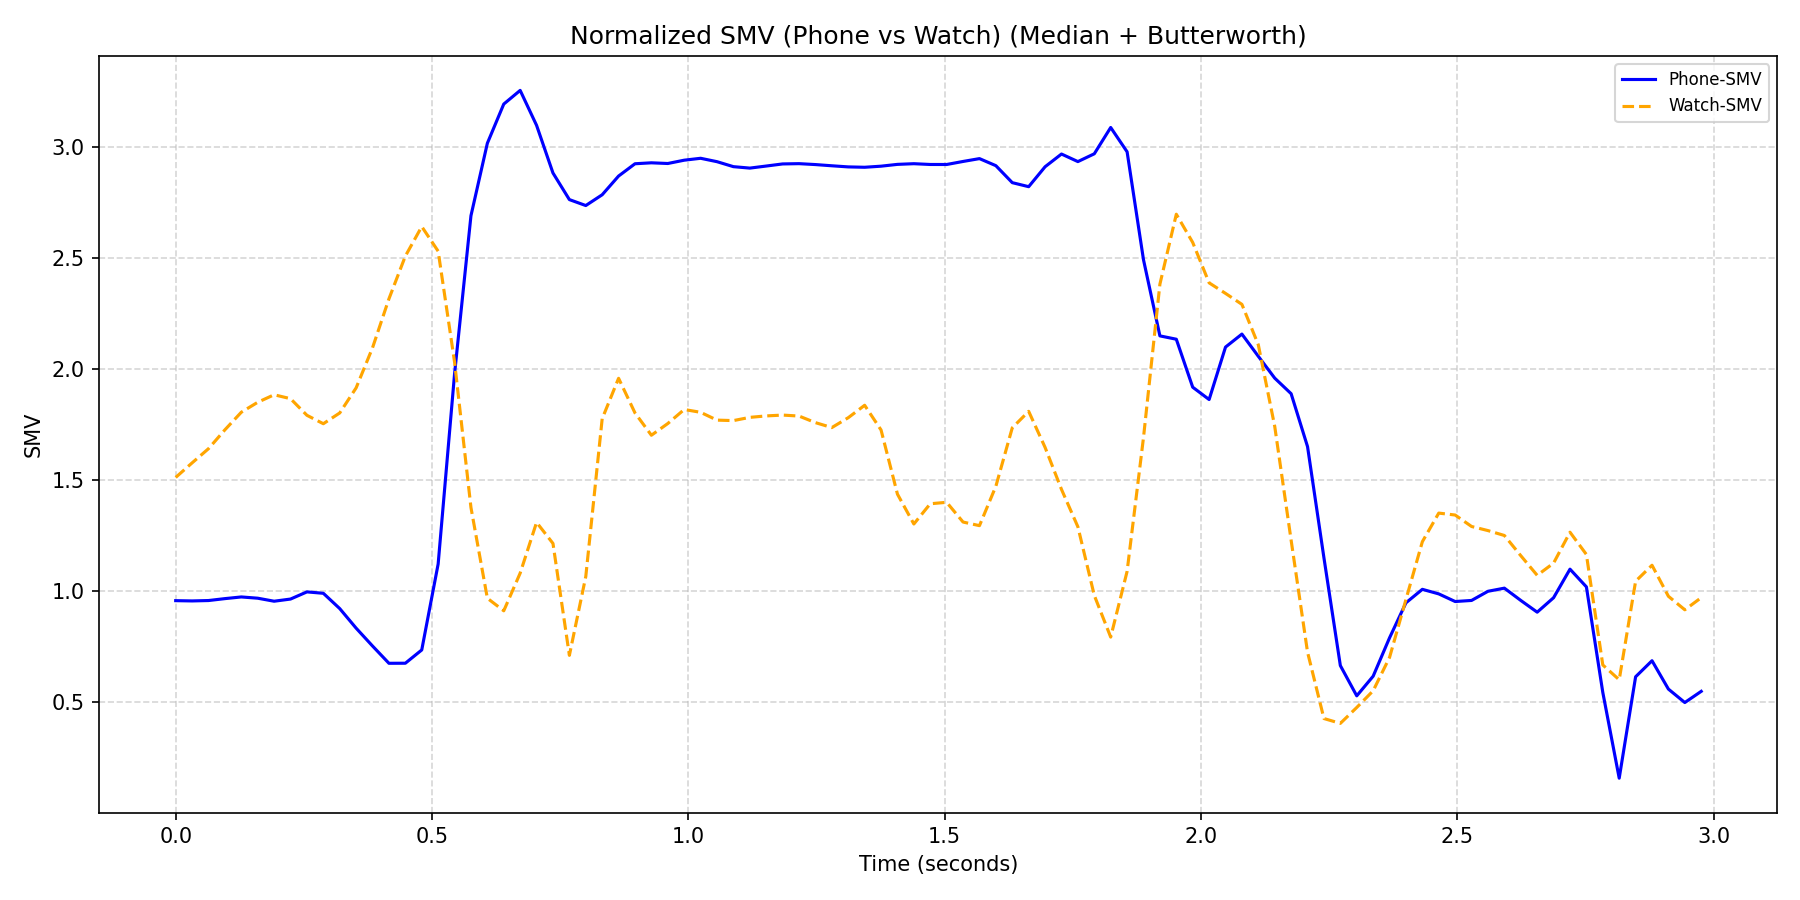 Normalized SMV (Phone vs Watch) (Median + Butterworth)
Phone-SMV
Watch-SMV
3.0
2.5
2.0
1.5
1.0
0.5
SMV
0.0 0.5 1.0 1.5 2.0 2.5 3.0
Time (seconds)